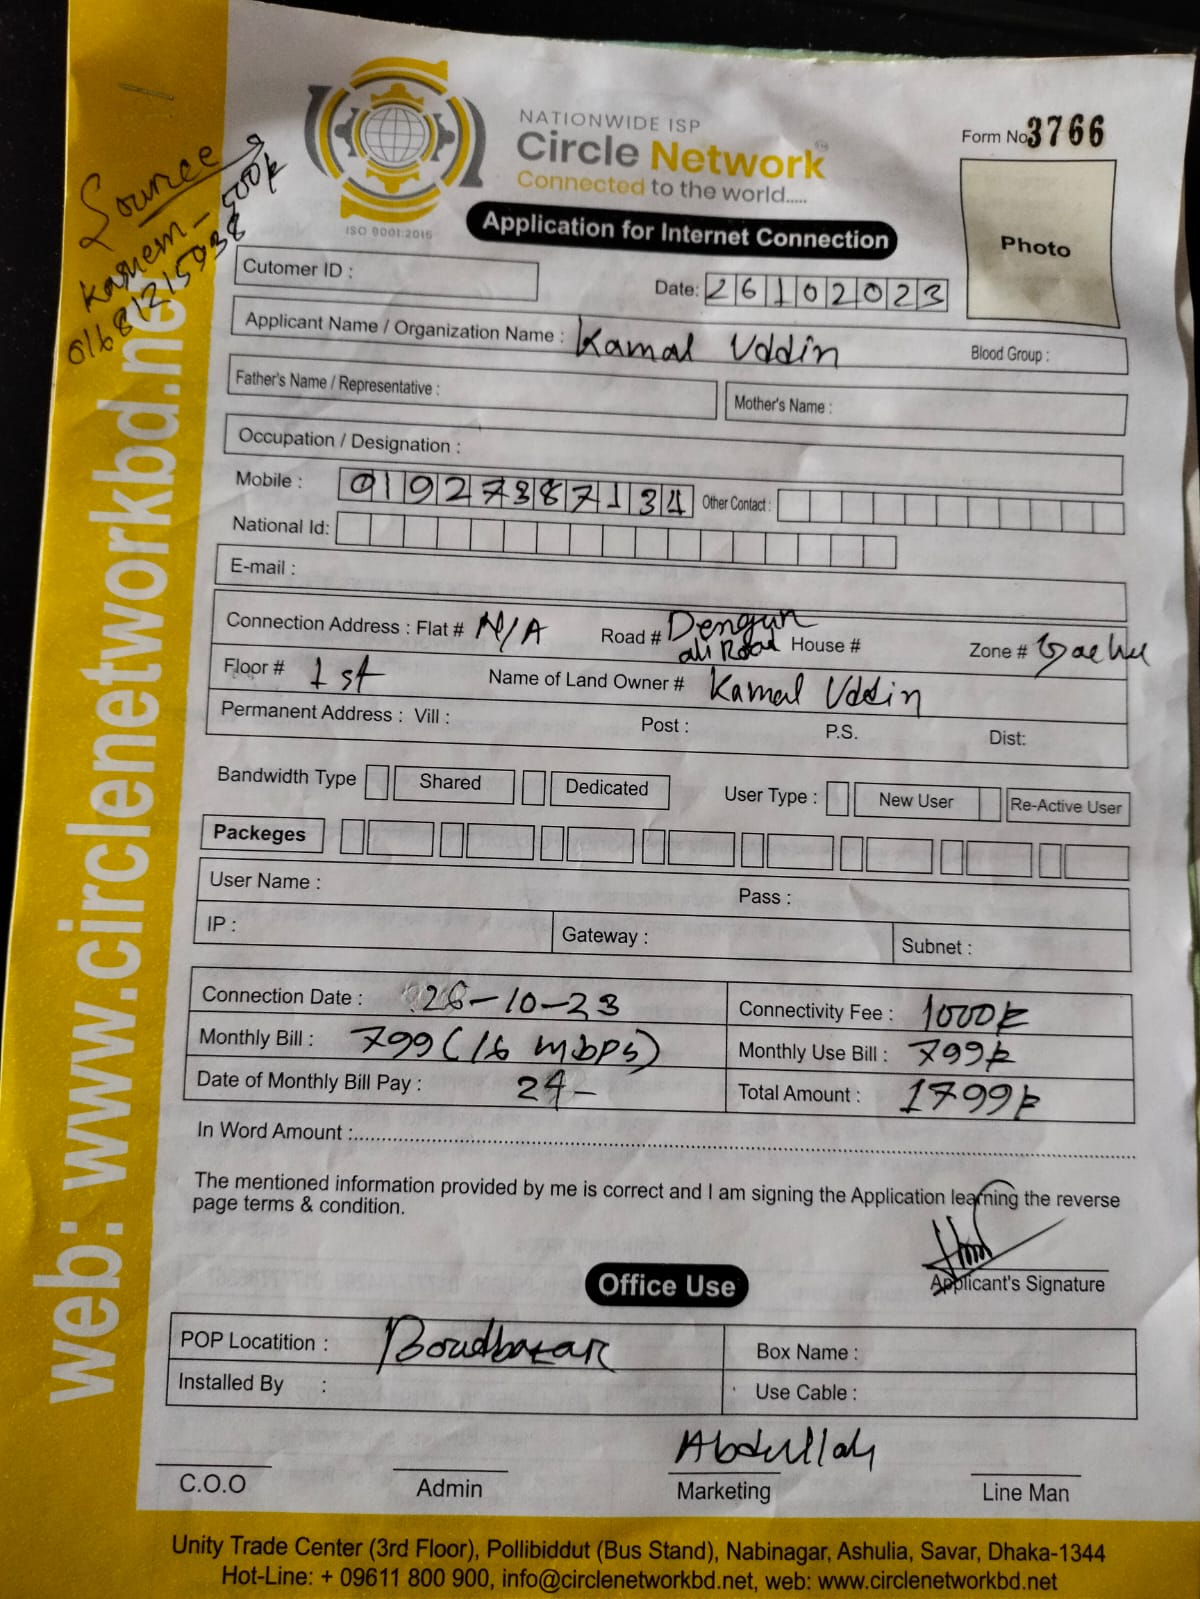 Source
Kasnem - 500k
NATIONWIDE ISP
Circle Network
Connected to the world.....
ISO 9001:2015
Form No 3766
Photo
Application for Internet Connection
Cutomer ID :
Date: 26102023
Applicant Name / Organization Name : Kamal Uddin Blood Group :
Father's Name / Representative : Mother's Name :
Occupation / Designation :
Mobile : 01927387134 Other Contact :
National Id:
E-mail :
Connection Address : Flat # N/A Road # Dengun ali Road House # Zone #
Floor # 1st Name of Land Owner # Kamal Uddin
Permanent Address : Vill : Post : P.S. Dist:
Bandwidth Type Shared Dedicated User Type : New User Re-Active User
Packeges
User Name : Pass :
IP : Gateway : Subnet :
Connection Date : 26-10-23 Connectivity Fee : 1000k
Monthly Bill : 799 (16 mbps) Monthly Use Bill : 799k
Date of Monthly Bill Pay : 24- Total Amount : 1799k
In Word Amount :
The mentioned information provided by me is correct and I am signing the Application learning the reverse
page terms & condition.
Applicant's Signature
Office Use
POP Locatition : Boudbazar Box Name :
Installed By : Use Cable :
Abdullah
C.O.O Admin Marketing Line Man
Unity Trade Center (3rd Floor), Pollibiddut (Bus Stand), Nabinagar, Ashulia, Savar, Dhaka-1344
Hot-Line: + 09611 800 900, info@circlenetworkbd.net, web: www.circlenetworkbd.net
web: www.circlenetworkbd.net